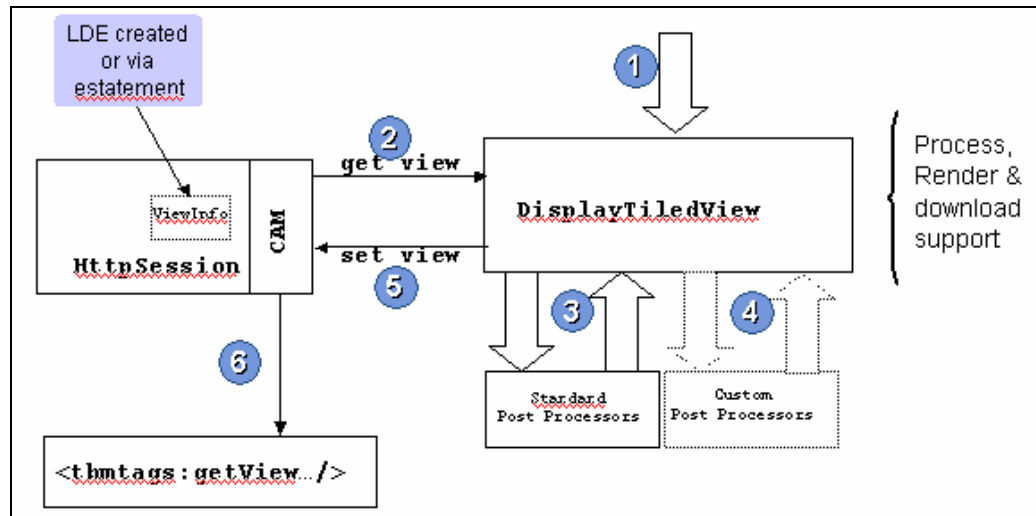 LDE created
or via
estatement
1
2
get view
ViewInfo
CAM
HttpSession
DisplayTiledView
Process,
Render &
download
support
set view
5
3
4
6
Standard
Post Processors
Custom
Post Processors
<thmtags:getView…/>